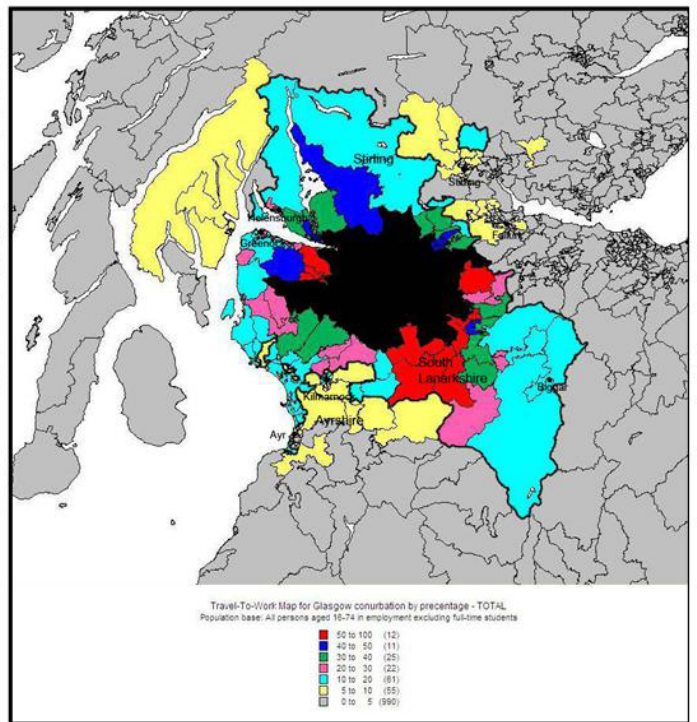 Stirling
Stirling
Helensburgh
Greenock
Falkirk
South
Lanarkshire
Biggar
Kilmarnock
Ayrshire
Ayr
Travel-To-Work Map for Glasgow conurbation by precentage - TOTAL
Population base: All persons aged 16-74 in employment excluding full-time students
50 to 100 (12)
40 to 50 (11)
30 to 40 (25)
20 to 30 (22)
10 to 20 (61)
5 to 10 (55)
0 to 5 (990)